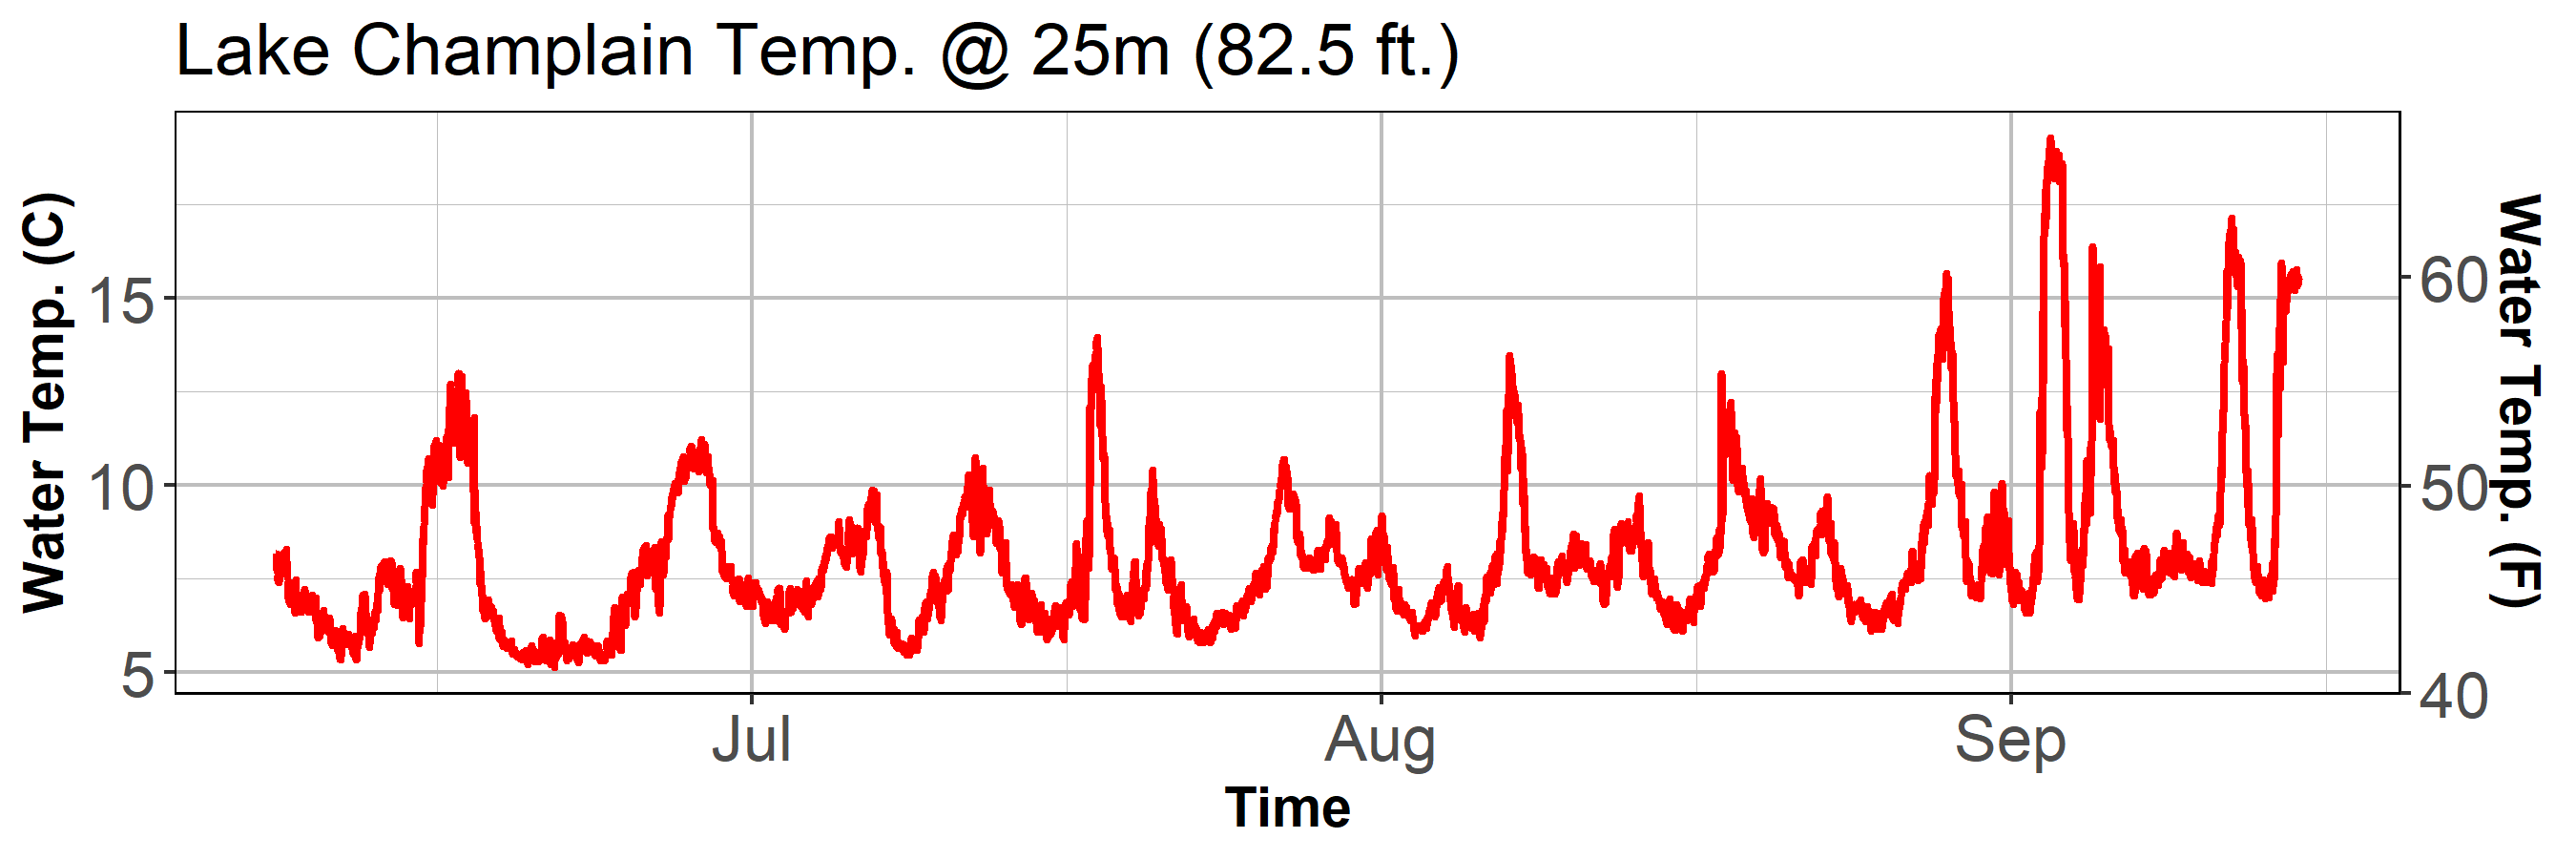 Lake Champlain Temp. @ 25m (82.5 ft.)
Water Temp. (C)
15
10
5
60
50
40
Water Temp. (F)
Jul
Aug
Sep
Time